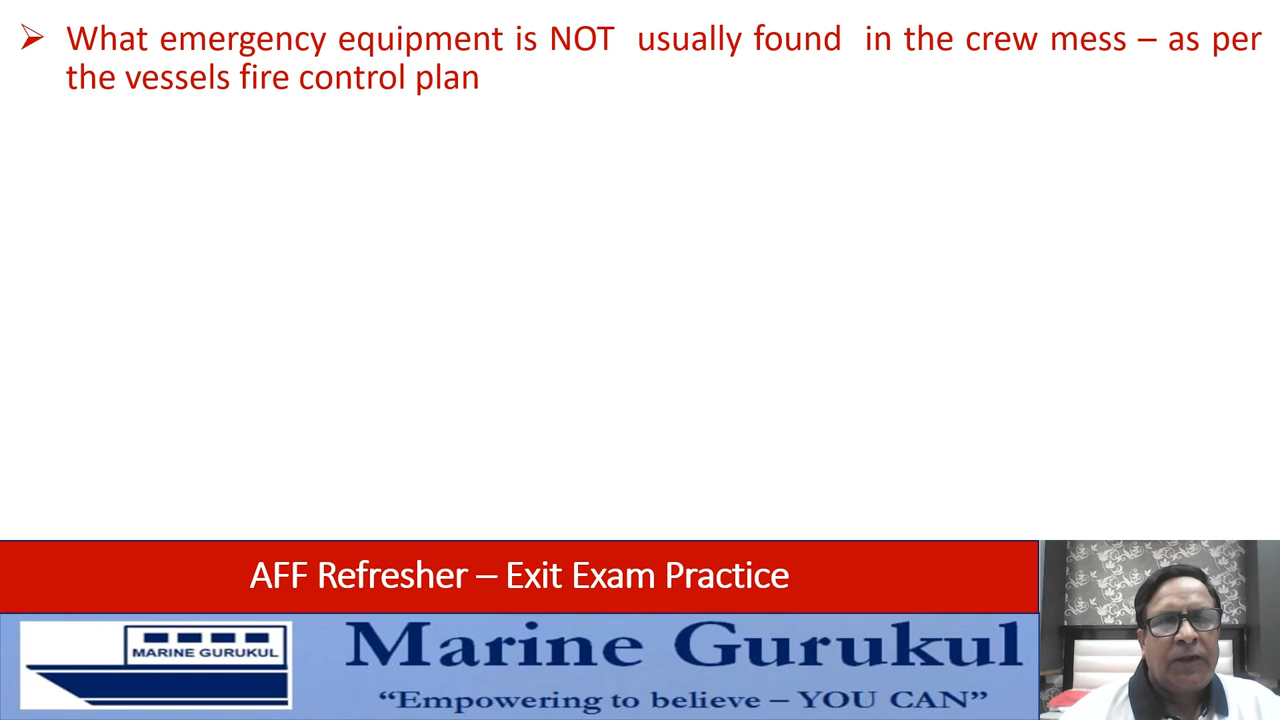 What emergency equipment is NOT usually found in the crew mess – as per
the vessels fire control plan
AFF Refresher – Exit Exam Practice
MARINE GURUKUL
Marine Gurukul
“Empowering to believe – YOU CAN”